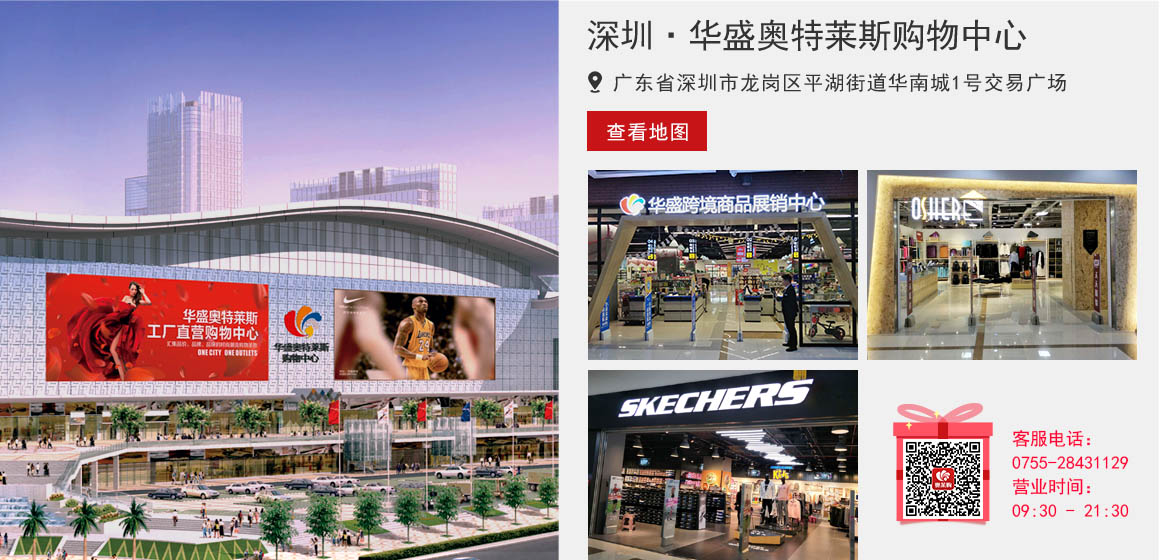 华盛奥特莱斯
工厂直营购物中心
ONE CITY ONE OUTLETS
华盛奥特莱斯
购物中心
24
深圳·华盛奥特莱斯购物中心
广东省深圳市龙岗区平湖街道华南城1号交易广场
查看地图
华盛跨境商品展销中心
OSHERE
SKECHERS
客服电话:
0755-28431129
营业时间:
09:30 - 21:30